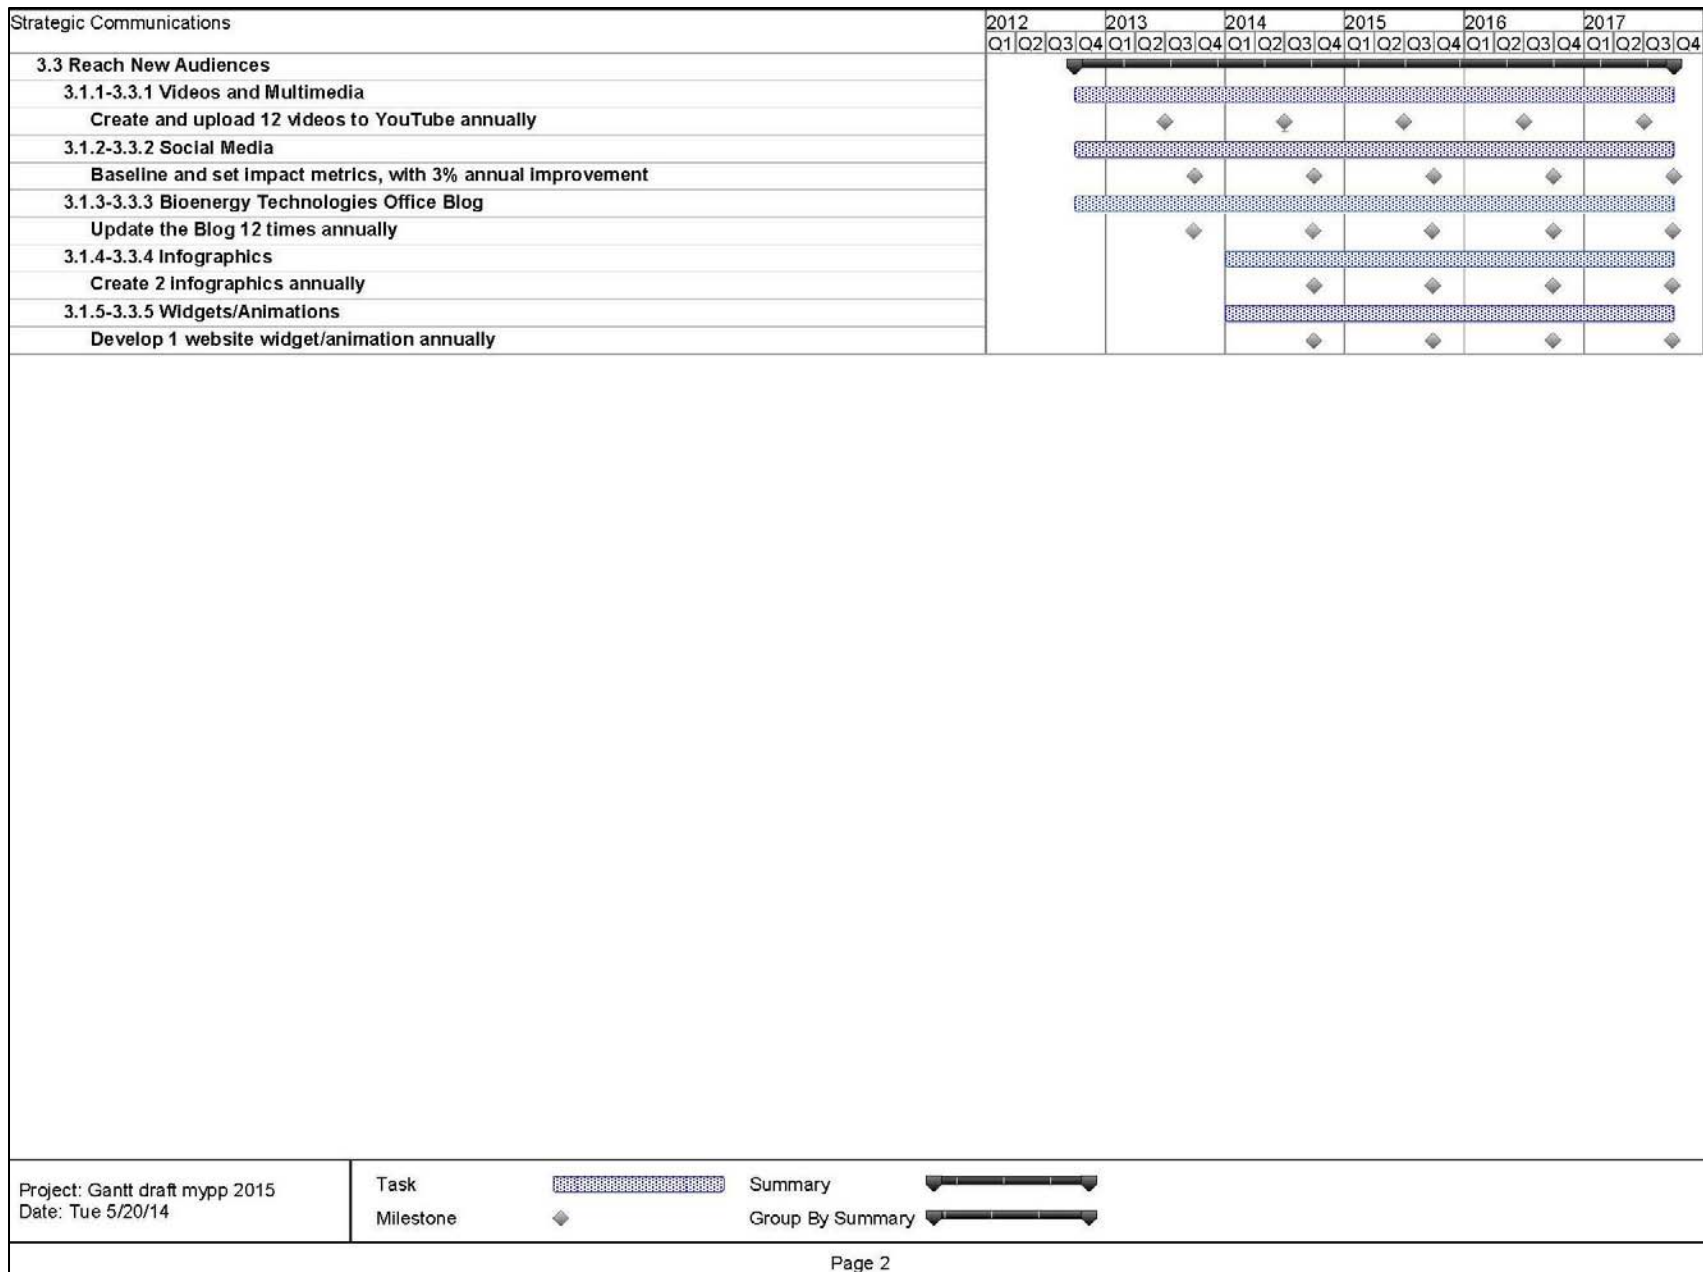 Strategic Communications 2012 2013 2014 2015 2016 2017
Q1 Q2 Q3 Q4 Q1 Q2 Q3 Q4 Q1 Q2 Q3 Q4 Q1 Q2 Q3 Q4 Q1 Q2 Q3 Q4 Q1 Q2 Q3 Q4
3.3 Reach New Audiences
3.1.1-3.3.1 Videos and Multimedia
Create and upload 12 videos to YouTube annually
3.1.2-3.3.2 Social Media
Baseline and set impact metrics, with 3% annual improvement
3.1.3-3.3.3 Bioenergy Technologies Office Blog
Update the Blog 12 times annually
3.1.4-3.3.4 Infographics
Create 2 infographics annually
3.1.5-3.3.5 Widgets/Animations
Develop 1 website widget/animation annually
Project: Gantt draft mypp 2015
Date: Tue 5/20/14
Task
Summary
Milestone
Group By Summary
Page 2